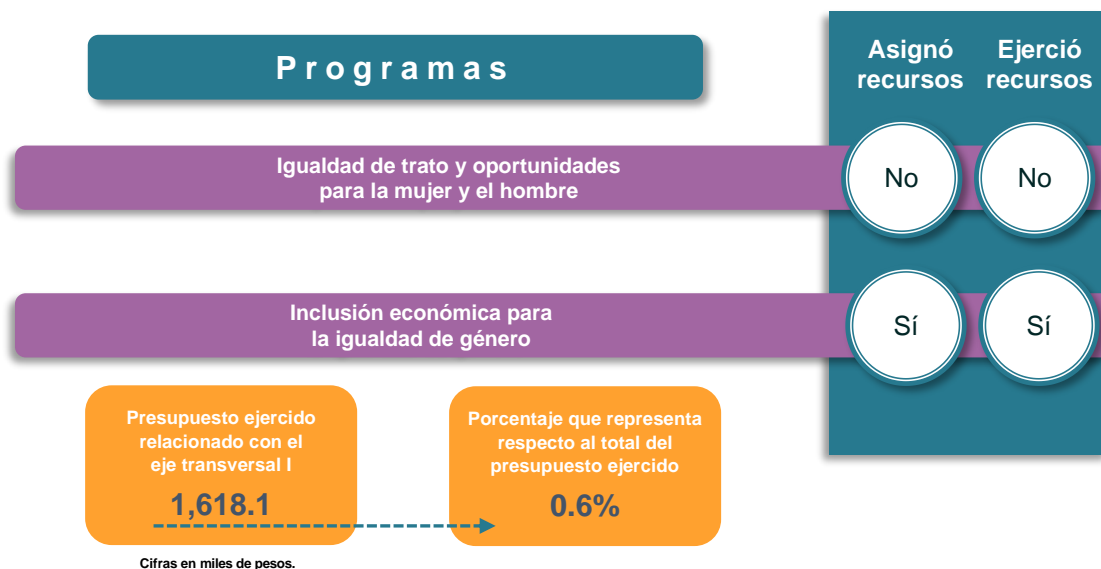 Programas
Asignó
recursos
Ejerció
recursos
Igualdad de trato y oportunidades
para la mujer y el hombre
No
No
Inclusión económica para
la igualdad de género
Sí
Sí
Presupuesto ejercido
relacionado con el
eje transversal I
1,618.1
Porcentaje que representa
respecto al total del
presupuesto ejercido
0.6%
Cifras en miles de pesos.